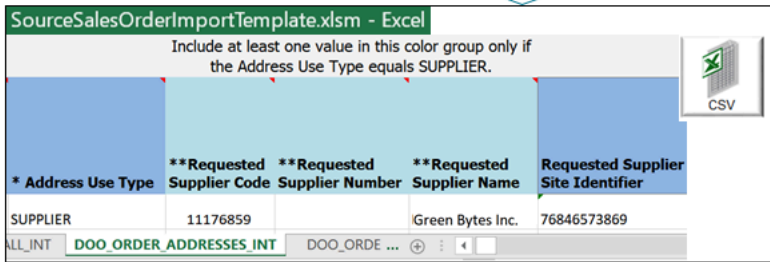 SourceSalesOrderImportTemplate.xlsm - Excel
Include at least one value in this color group only if
the Address Use Type equals SUPPLIER.
CSV
* Address Use Type
**Requested
Supplier Code
**Requested
Supplier Number
**Requested
Supplier Name
Requested Supplier
Site Identifier
SUPPLIER 11176859 Green Bytes Inc. 76846573869
ALL_INT DOO_ORDER_ADDRESSES_INT DOO_ORDE ...